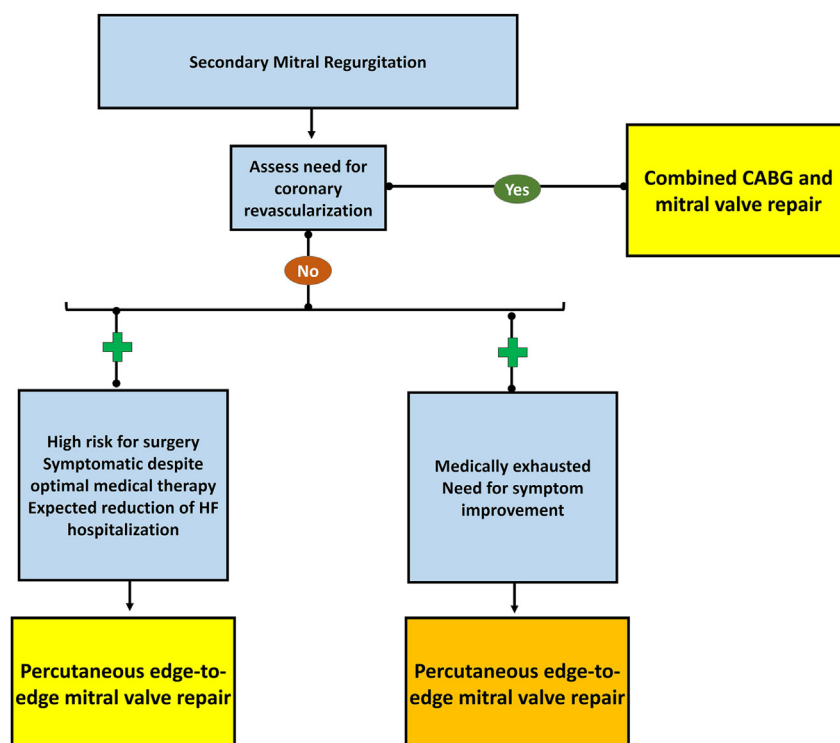 Secondary Mitral Regurgitation
Assess need for
coronary
revascularization
Yes
Combined CABG and
mitral valve repair
No
High risk for surgery
Symptomatic despite
optimal medical therapy
Expected reduction of HF
hospitalization
Medically exhausted
Need for symptom
improvement
Percutaneous edge-to-
edge mitral valve repair
Percutaneous edge-to-
edge mitral valve repair